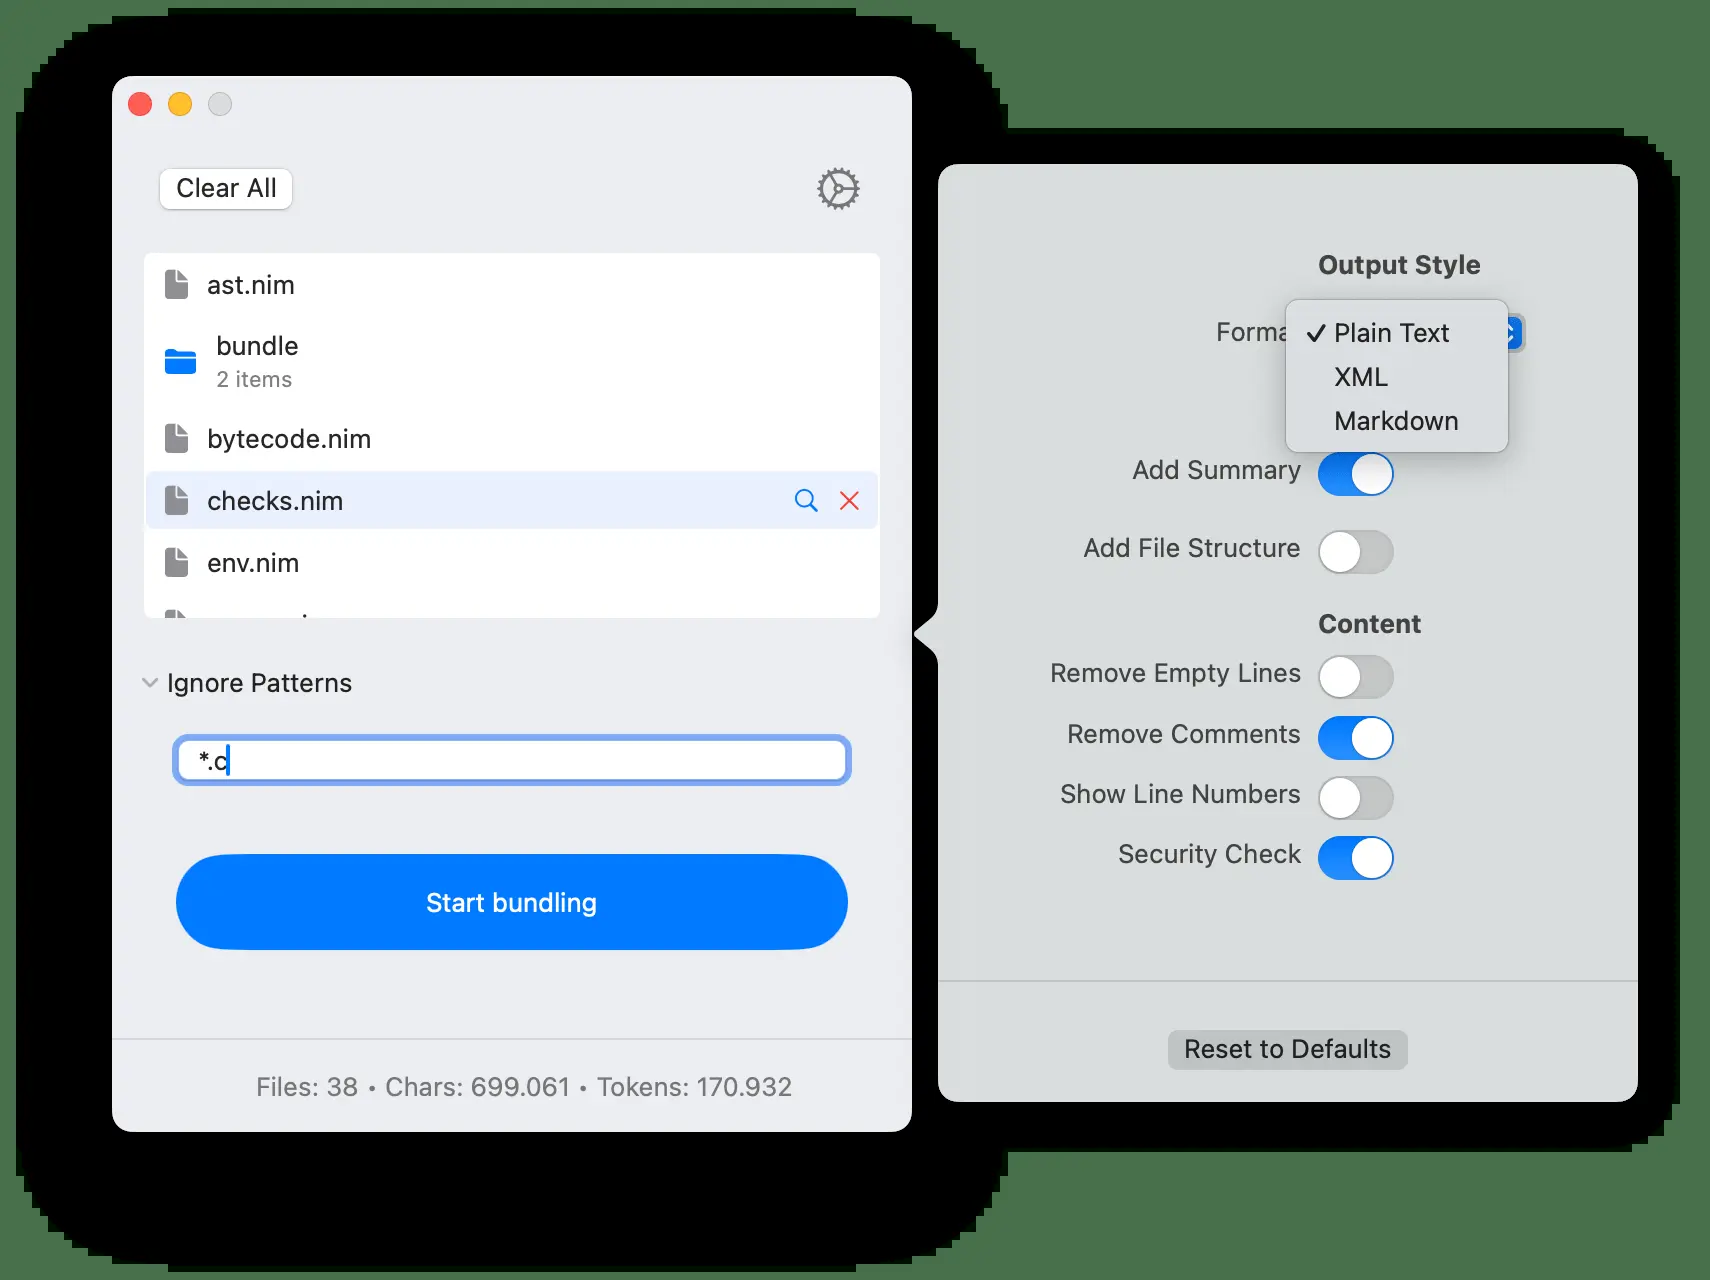 Clear All
ast.nim
bundle
2 items
bytecode.nim
checks.nim
env.nim
Ignore Patterns
*.c
Start bundling
Files: 38 • Chars: 699.061 • Tokens: 170.932
Output Style
Forma
✓ Plain Text
XML
Markdown
Add Summary
Add File Structure
Content
Remove Empty Lines
Remove Comments
Show Line Numbers
Security Check
Reset to Defaults